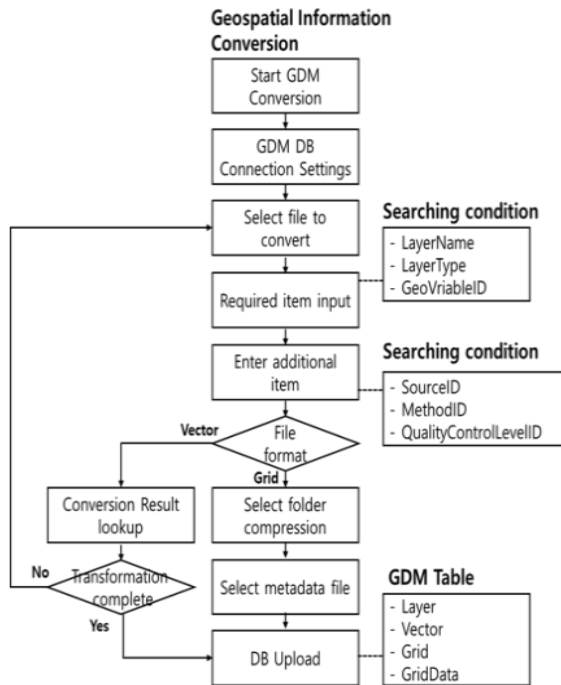 Geospatial Information
Conversion
Start GDM
Conversion
GDM DB
Connection Settings
Select file to
convert
Searching condition
- LayerName
- LayerType
- GeoVriableID
Required item input
Enter additional
item
Searching condition
- SourceID
- MethodID
- QualityControlLevelID
Vector
File
format
Grid
Conversion Result
lookup
Select folder
compression
No
Transformation
complete
Yes
Select metadata file
GDM Table
- Layer
- Vector
- Grid
- GridData
DB Upload